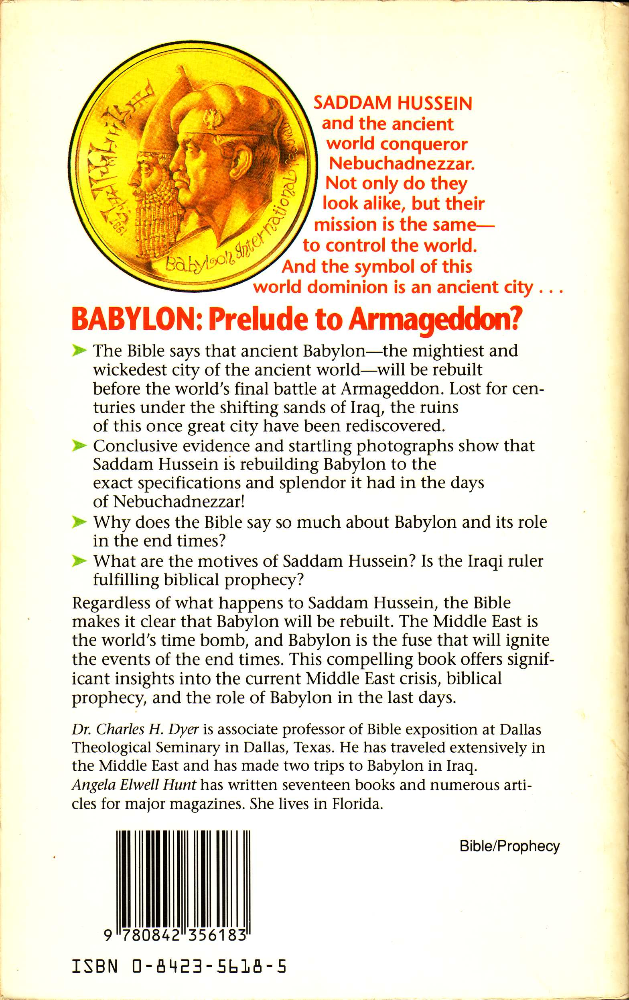 SADDAM HUSSEIN
and the ancient
world conqueror
Nebuchadnezzar.
Not only do they
look alike, but their
mission is the same—
to control the world.
And the symbol of this
world dominion is an ancient city . . .
1987
Babylon International Festival
BABYLON: Prelude to Armageddon?
➤ The Bible says that ancient Babylon—the mightiest and
wickedest city of the ancient world—will be rebuilt
before the world's final battle at Armageddon. Lost for cen-
turies under the shifting sands of Iraq, the ruins
of this once great city have been rediscovered.
➤ Conclusive evidence and startling photographs show that
Saddam Hussein is rebuilding Babylon to the
exact specifications and splendor it had in the days
of Nebuchadnezzar!
➤ Why does the Bible say so much about Babylon and its role
in the end times?
➤ What are the motives of Saddam Hussein? Is the Iraqi ruler
fulfilling biblical prophecy?
Regardless of what happens to Saddam Hussein, the Bible
makes it clear that Babylon will be rebuilt. The Middle East is
the world's time bomb, and Babylon is the fuse that will ignite
the events of the end times. This compelling book offers signif-
icant insights into the current Middle East crisis, biblical
prophecy, and the role of Babylon in the last days.
Dr. Charles H. Dyer is associate professor of Bible exposition at Dallas
Theological Seminary in Dallas, Texas. He has traveled extensively in
the Middle East and has made two trips to Babylon in Iraq.
Angela Elwell Hunt has written seventeen books and numerous arti-
cles for major magazines. She lives in Florida.
Bible/Prophecy
9 780842 356183
ISBN 0-8423-5618-5